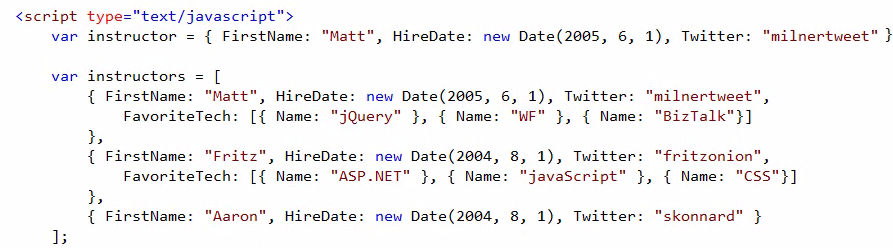 <script type="text/javascript">
var instructor = { FirstName: "Matt", HireDate: new Date(2005, 6, 1), Twitter: "milnertweet" }
var instructors = [
{ FirstName: "Matt", HireDate: new Date(2005, 6, 1), Twitter: "milnertweet",
FavoriteTech: [{ Name: "jQuery" }, { Name: "WF" }, { Name: "BizTalk"}]
},
{ FirstName: "Fritz", HireDate: new Date(2004, 8, 1), Twitter: "fritzonion",
FavoriteTech: [{ Name: "ASP.NET" }, { Name: "javaScript" }, { Name: "CSS"}]
},
{ FirstName: "Aaron", HireDate: new Date(2004, 8, 1), Twitter: "skonnard" }
];